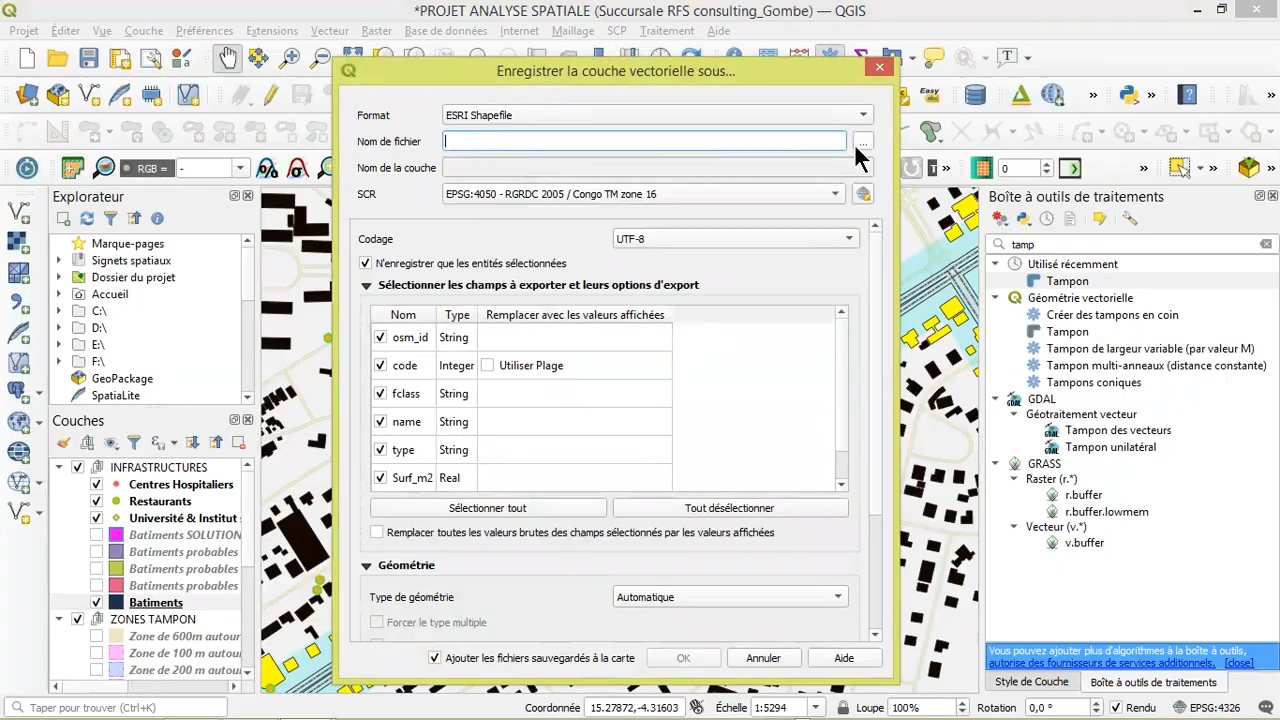 *PROJET ANALYSE SPATIALE (Succursale RFS consulting_Gombe) — QGIS
Projet Éditer Vue Couche Préférences Extensions Vecteur Raster Base de données Internet Maillage SCP Traitement Aide
Enregistrer la couche vectorielle sous...
Format ESRI Shapefile
Nom de fichier ...
Nom de la couche
SCR EPSG:4050 - RGRDC 2005 / Congo TM zone 16
Codage UTF-8
N'enregistrer que les entités sélectionnées
Sélectionner les champs à exporter et leurs options d'export
Nom Type Remplacer avec les valeurs affichées
osm_id String
code Integer Utiliser Plage
fclass String
name String
type String
Surf_m2 Real
Sélectionner tout Tout désélectionner
Remplacer toutes les valeurs brutes des champs sélectionnés par les valeurs affichées
Géométrie
Type de géométrie Automatique
Forcer le type multiple
Ajouter les fichiers sauvegardés à la carte OK Annuler Aide
Easy
RGB = -
0
Explorateur
Marque-pages
Signets spatiaux
Dossier du projet
Accueil
C:\
D:\
E:\
F:\
GeoPackage
SpatiaLite
Couches
INFRASTRUCTURES
Centres Hospitaliers
Restaurants
Université & Institut
Batiments SOLUTION
Batiments probables
Batiments probables
Batiments probables
Batiments
ZONES TAMPON
Zone de 600m autour
Zone de 100 m autou
Zone de 200 m autou
Boîte à outils de traitements
tamp
Utilisé récemment
Tampon
Géométrie vectorielle
Créer des tampons en coin
Tampon
Tampon de largeur variable (par valeur M)
Tampon multi-anneaux (distance constante)
Tampons coniques
GDAL
Géotraitement vecteur
Tampon des vecteurs
Tampon unilatéral
GRASS
Raster (r.*)
r.buffer
r.buffer.lowmem
Vecteur (v.*)
v.buffer
Vous pouvez ajouter plus d'algorithmes à la boîte à outils,
autorise des fournisseurs de services additionnels. [close]
Style de Couche Boîte à outils de traitements
Taper pour trouver (Ctrl+K) Coordonnée 15.27872,-4.31603 Échelle 1:5294 Loupe 100% Rotation 0,0 ° Rendu EPSG:4326